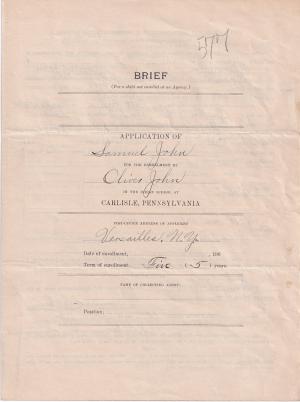 577
BRIEF
(For a child not enrolled at an Agency.)
APPLICATION OF
Samuel John
FOR THE ENROLLMENT OF
Oliver John
IN THE INDIAN SCHOOL AT
CARLISLE, PENNSYLVANIA
POST-OFFICE ADDRESS OF APPLICANT
Versailles, N.Y.
Date of enrollment, , 190
Term of enrollment, Five (5) years
NAME OF COLLECTING AGENT:
Position,